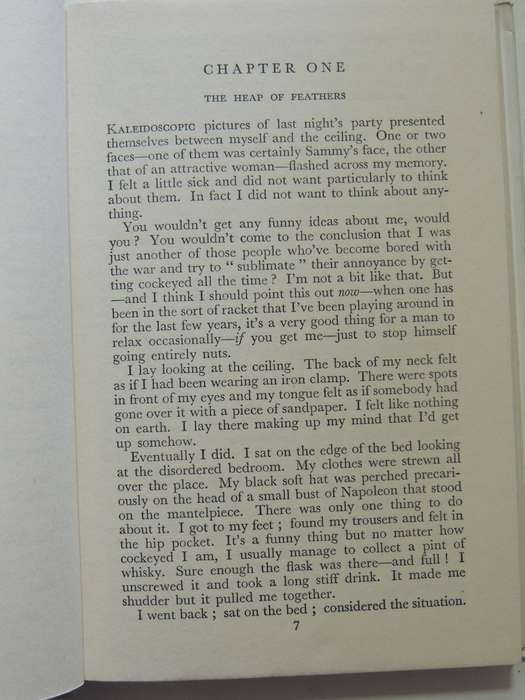 CHAPTER ONE
THE HEAP OF FEATHERS
KALEIDOSCOPIC pictures of last night's party presented
themselves between myself and the ceiling. One or two
faces—one of them was certainly Sammy's face, the other
that of an attractive woman—flashed across my memory.
I felt a little sick and did not want particularly to think
about them. In fact I did not want to think about any-
thing.
You wouldn't get any funny ideas about me, would
you? You wouldn't come to the conclusion that I was
just another of those people who've become bored with
the war and try to "sublimate" their annoyance by get-
ting cockeyed all the time? I'm not a bit like that. But
—and I think I should point this out now—when one has
been in the sort of racket that I've been playing around in
for the last few years, it's a very good thing for a man to
relax occasionally—if you get me—just to stop himself
going entirely nuts.
I lay looking at the ceiling. The back of my neck felt
as if I had been wearing an iron clamp. There were spots
in front of my eyes and my tongue felt as if somebody had
gone over it with a piece of sandpaper. I felt like nothing
on earth. I lay there making up my mind that I'd get
up somehow.
Eventually I did. I sat on the edge of the bed looking
at the disordered bedroom. My clothes were strewn all
over the place. My black soft hat was perched precari-
ously on the head of a small bust of Napoleon that stood
on the mantelpiece. There was only one thing to do
about it. I got to my feet; found my trousers and felt in
the hip pocket. It's a funny thing but no matter how
cockeyed I am, I usually manage to collect a pint of
whisky. Sure enough the flask was there—and full! I
unscrewed it and took a long stiff drink. It made me
shudder but it pulled me together.
I went back; sat on the bed; considered the situation.
7